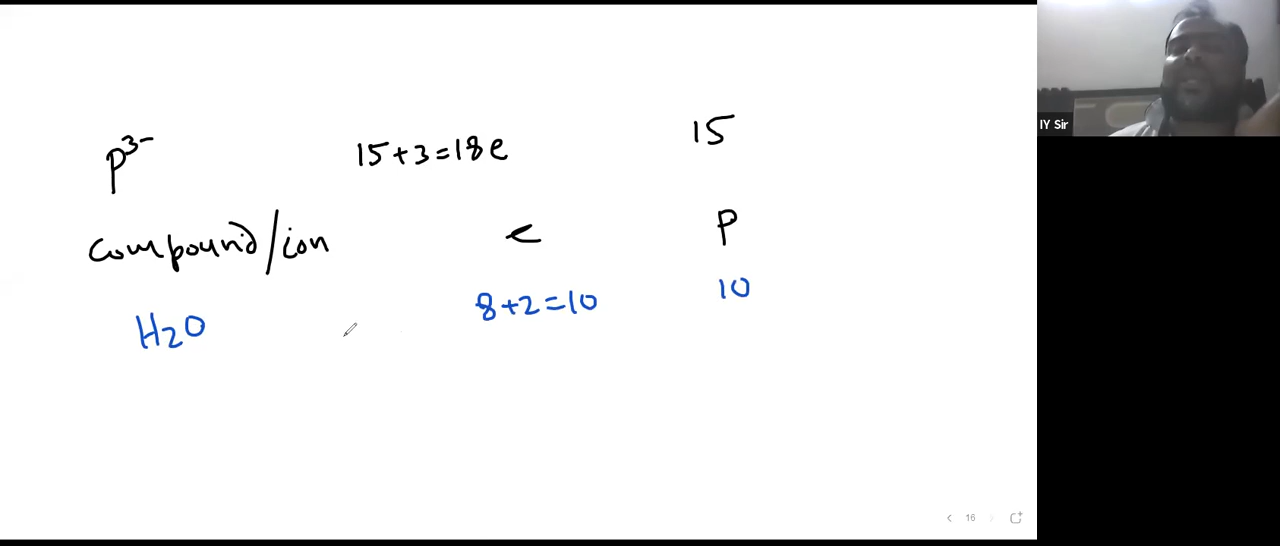 P³⁻ 15+3=18e 15
compound/ion e P
H₂O 8+2=10 10
IY Sir
16